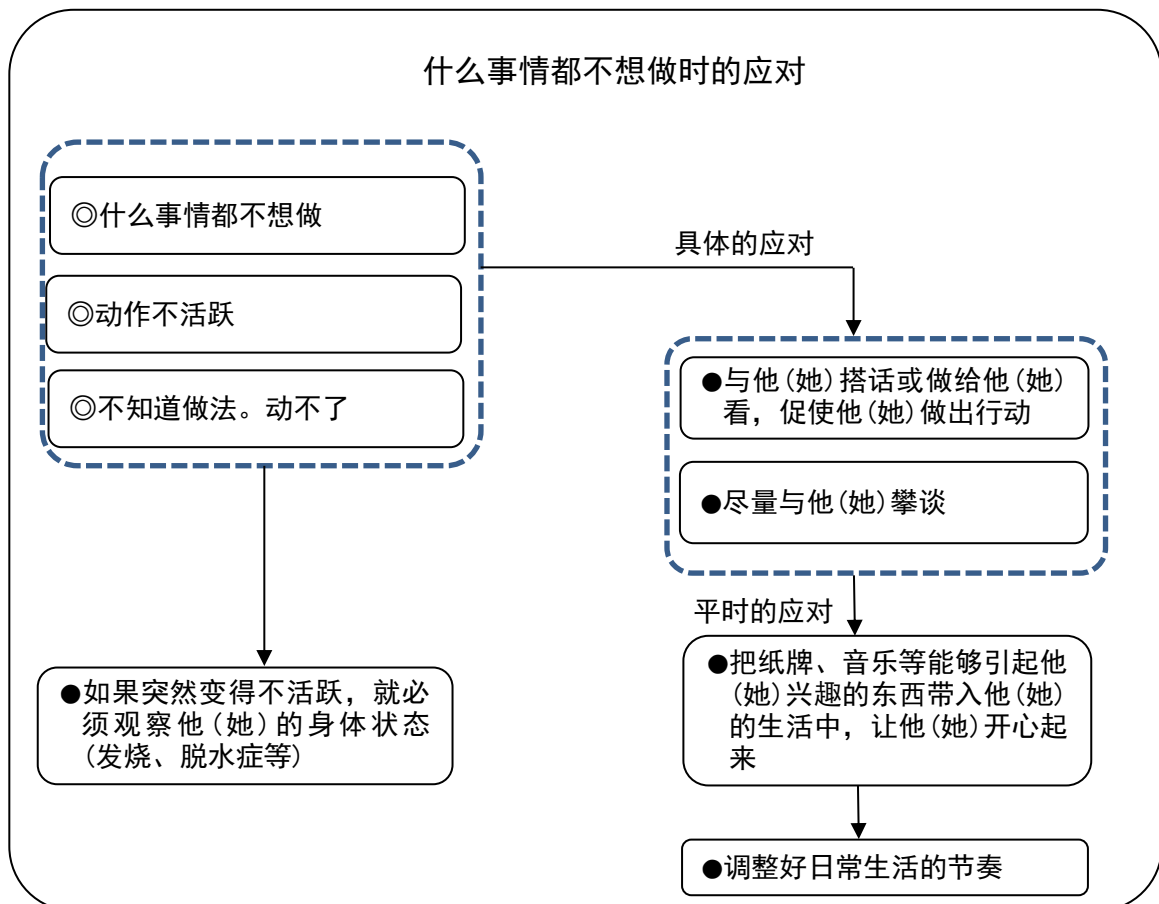 什么事情都不想做时的应对
◎什么事情都不想做
◎动作不活跃
◎不知道做法。动不了
具体的应对
●与他(她)搭话或做给他(她)
看，促使他(她)做出行动
●尽量与他(她)攀谈
平时的应对
●如果突然变得不活跃，就必
须观察他(她)的身体状态
(发烧、脱水症等)
●把纸牌、音乐等能够引起他
(她)兴趣的东西带入他(她)
的生活中，让他(她)开心起
来
●调整好日常生活的节奏